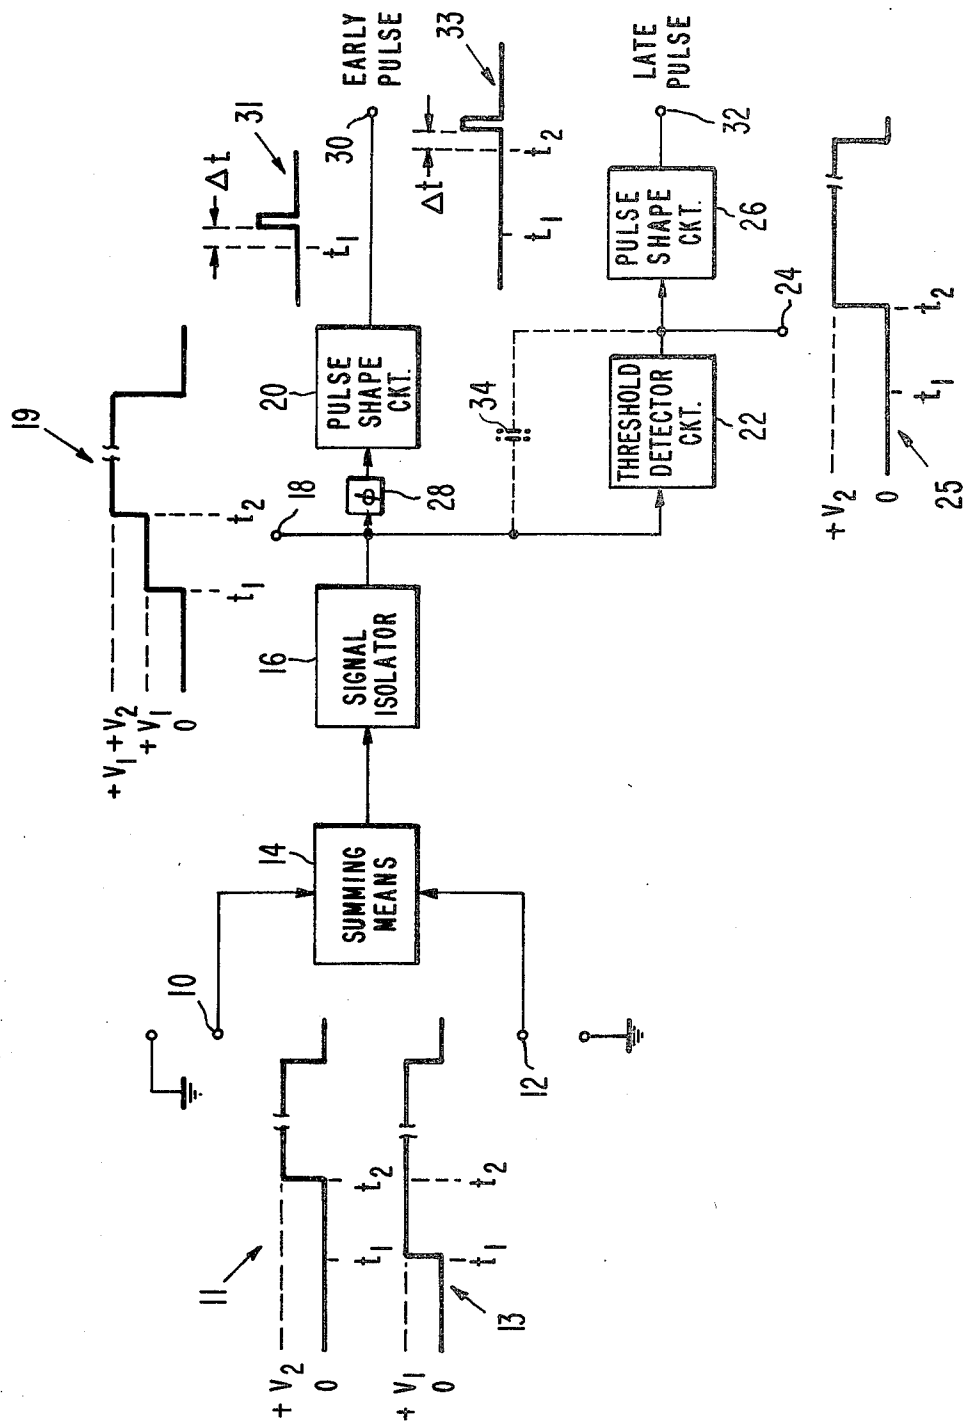 11
+ V2
0
t1
t2
+ V1
0
t1
t2
13
10
12
14
SUMMING
MEANS
16
SIGNAL
ISOLATOR
19
+ V1 + V2
+ V1
0
t1
t2
18
ϕ
28
20
PULSE
SHAPE
CKT.
Δt
31
t1
30
EARLY
PULSE
33
Δt
t1
t2
34
THRESHOLD
DETECTOR
CKT.
22
24
PULSE
SHAPE
CKT.
26
32
LATE
PULSE
+ V2
0
t1
t2
25